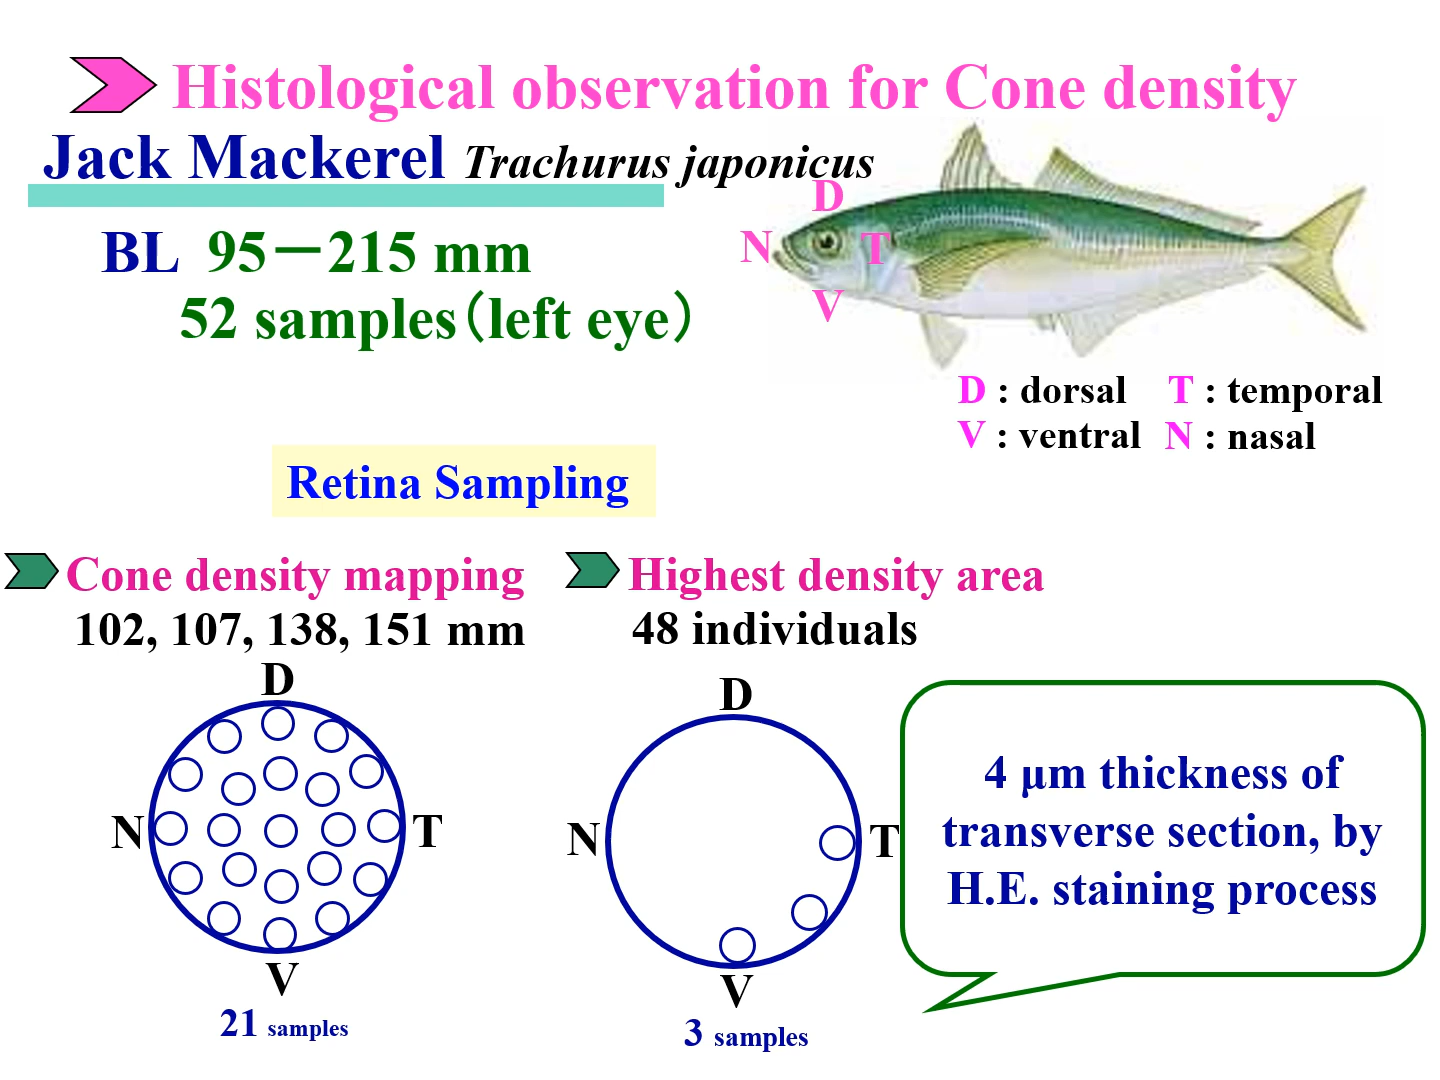 Histological observation for Cone density
Jack Mackerel Trachurus japonicus
BL 95－215 mm
52 samples（left eye）
D
N
T
V
D : dorsal T : temporal
V : ventral N : nasal
Retina Sampling
Cone density mapping
102, 107, 138, 151 mm
D
N
T
V
21 samples
Highest density area
48 individuals
D
N
T
V
3 samples
4 μm thickness of
transverse section, by
H.E. staining process